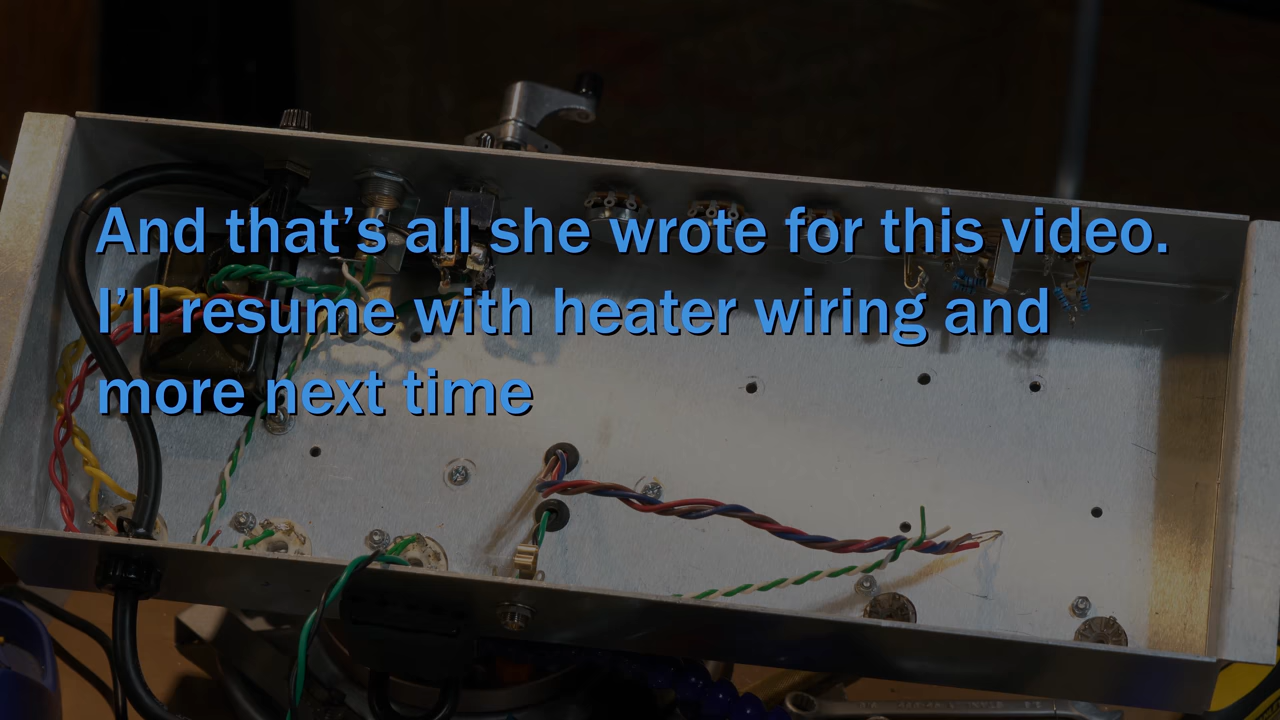 And that’s all she wrote for this video.
I’ll resume with heater wiring and
more next time